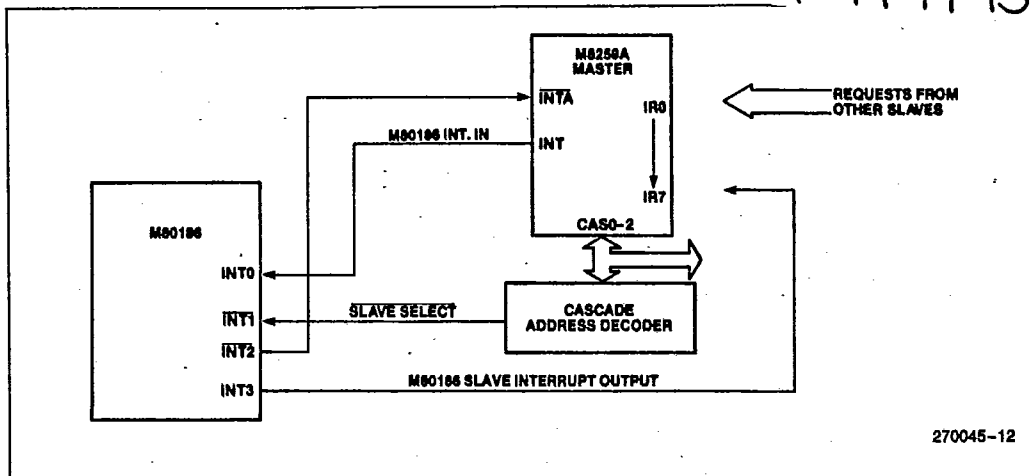 M8259A
MASTER
INTA
IR0
REQUESTS FROM
OTHER SLAVES
M80186 INT. IN
INT
IR7
M80186
CAS0-2
INT0
SLAVE SELECT
CASCADE
ADDRESS DECODER
INT1
INT2
M80186 SLAVE INTERRUPT OUTPUT
INT3
270045-12